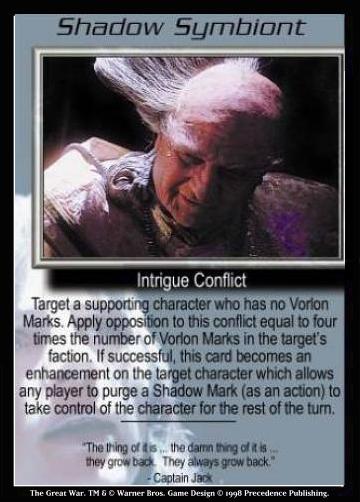 Shadow Symbiont
Intrigue Conflict
Target a supporting character who has no Vorlon
Marks. Apply opposition to this conflict equal to four
times the number of Vorlon Marks in the target's
faction. If successful, this card becomes an
enhancement on the target character which allows
any player to purge a Shadow Mark (as an action) to
take control of the character for the rest of the turn.
"The thing of it is ... the damn thing of it is ...
they grow back. They always grow back."
- Captain Jack
The Great War. TM & © Warner Bros. Game Design © 1998 Precedence Publishing.